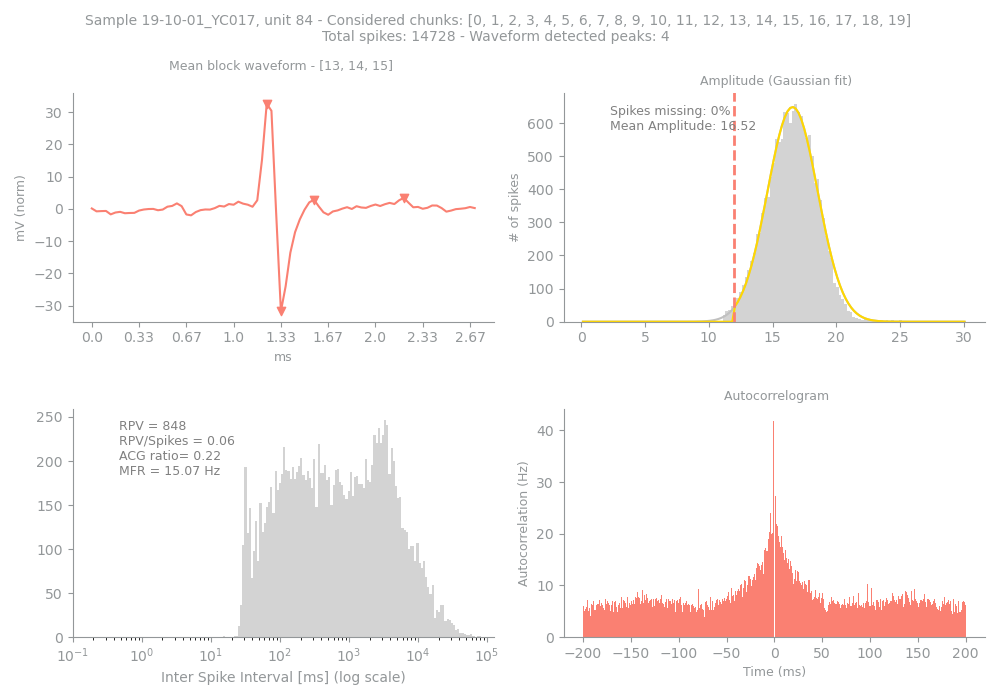 Sample 19-10-01_YC017, unit 84 - Considered chunks: [0, 1, 2, 3, 4, 5, 6, 7, 8, 9, 10, 11, 12, 13, 14, 15, 16, 17, 18, 19]
Total spikes: 14728 - Waveform detected peaks: 4
Mean block waveform - [13, 14, 15]
mV (norm)
30
20
10
0
−10
−20
−30
0.0 0.33 0.67 1.0 1.33 1.67 2.0 2.33 2.67
ms
Amplitude (Gaussian fit)
Spikes missing: 0%
Mean Amplitude: 16.52
# of spikes
600
500
400
300
200
100
0
0 5 10 15 20 25 30
RPV = 848
RPV/Spikes = 0.06
ACG ratio= 0.22
MFR = 15.07 Hz
250
200
150
100
50
0
10⁻¹ 10⁰ 10¹ 10² 10³ 10⁴ 10⁵
Inter Spike Interval [ms] (log scale)
Autocorrelogram
Autocorrelation (Hz)
40
30
20
10
0
−200 −150 −100 −50 0 50 100 150 200
Time (ms)